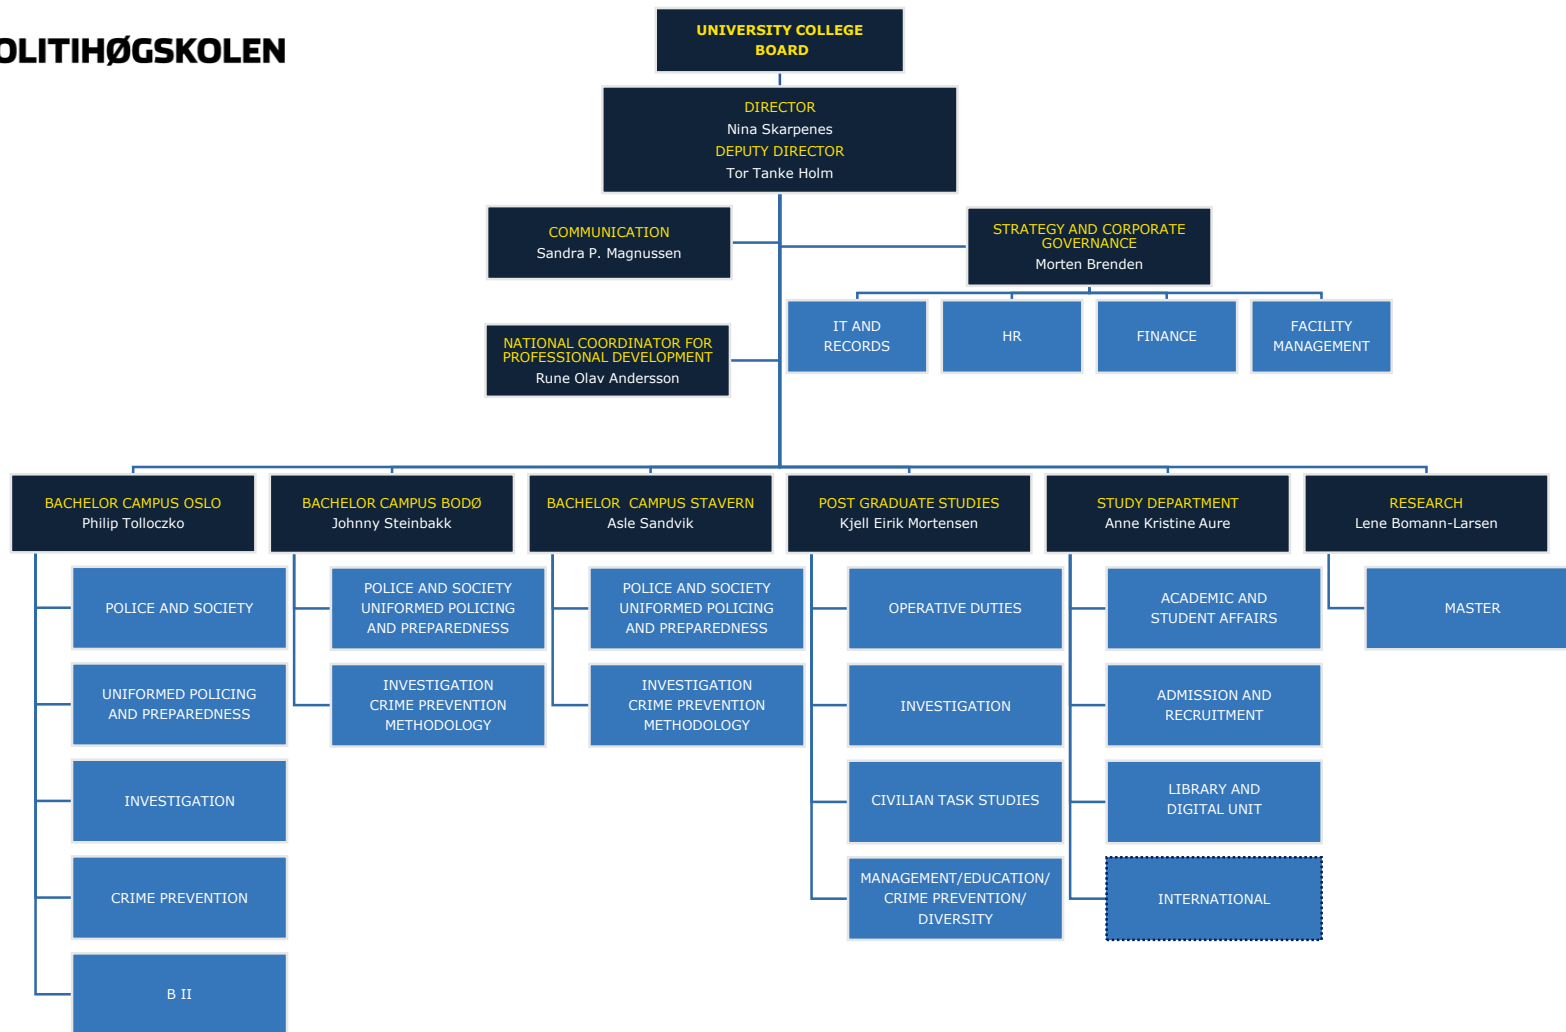 OLITIHØGSKOLEN
UNIVERSITY COLLEGE
BOARD
DIRECTOR
Nina Skarpenes
DEPUTY DIRECTOR
Tor Tanke Holm
COMMUNICATION
Sandra P. Magnussen
STRATEGY AND CORPORATE
GOVERNANCE
Morten Brenden
IT AND
RECORDS
HR
FINANCE
FACILITY
MANAGEMENT
NATIONAL COORDINATOR FOR
PROFESSIONAL DEVELOPMENT
Rune Olav Andersson
BACHELOR CAMPUS OSLO
Philip Tolloczko
POLICE AND SOCIETY
UNIFORMED POLICING
AND PREPAREDNESS
INVESTIGATION
CRIME PREVENTION
B II
BACHELOR CAMPUS BODØ
Johnny Steinbakk
POLICE AND SOCIETY
UNIFORMED POLICING
AND PREPAREDNESS
INVESTIGATION
CRIME PREVENTION
METHODOLOGY
BACHELOR CAMPUS STAVERN
Asle Sandvik
POLICE AND SOCIETY
UNIFORMED POLICING
AND PREPAREDNESS
INVESTIGATION
CRIME PREVENTION
METHODOLOGY
POST GRADUATE STUDIES
Kjell Eirik Mortensen
OPERATIVE DUTIES
INVESTIGATION
CIVILIAN TASK STUDIES
MANAGEMENT/EDUCATION/
CRIME PREVENTION/
DIVERSITY
STUDY DEPARTMENT
Anne Kristine Aure
ACADEMIC AND
STUDENT AFFAIRS
ADMISSION AND
RECRUITMENT
LIBRARY AND
DIGITAL UNIT
INTERNATIONAL
RESEARCH
Lene Bomann-Larsen
MASTER